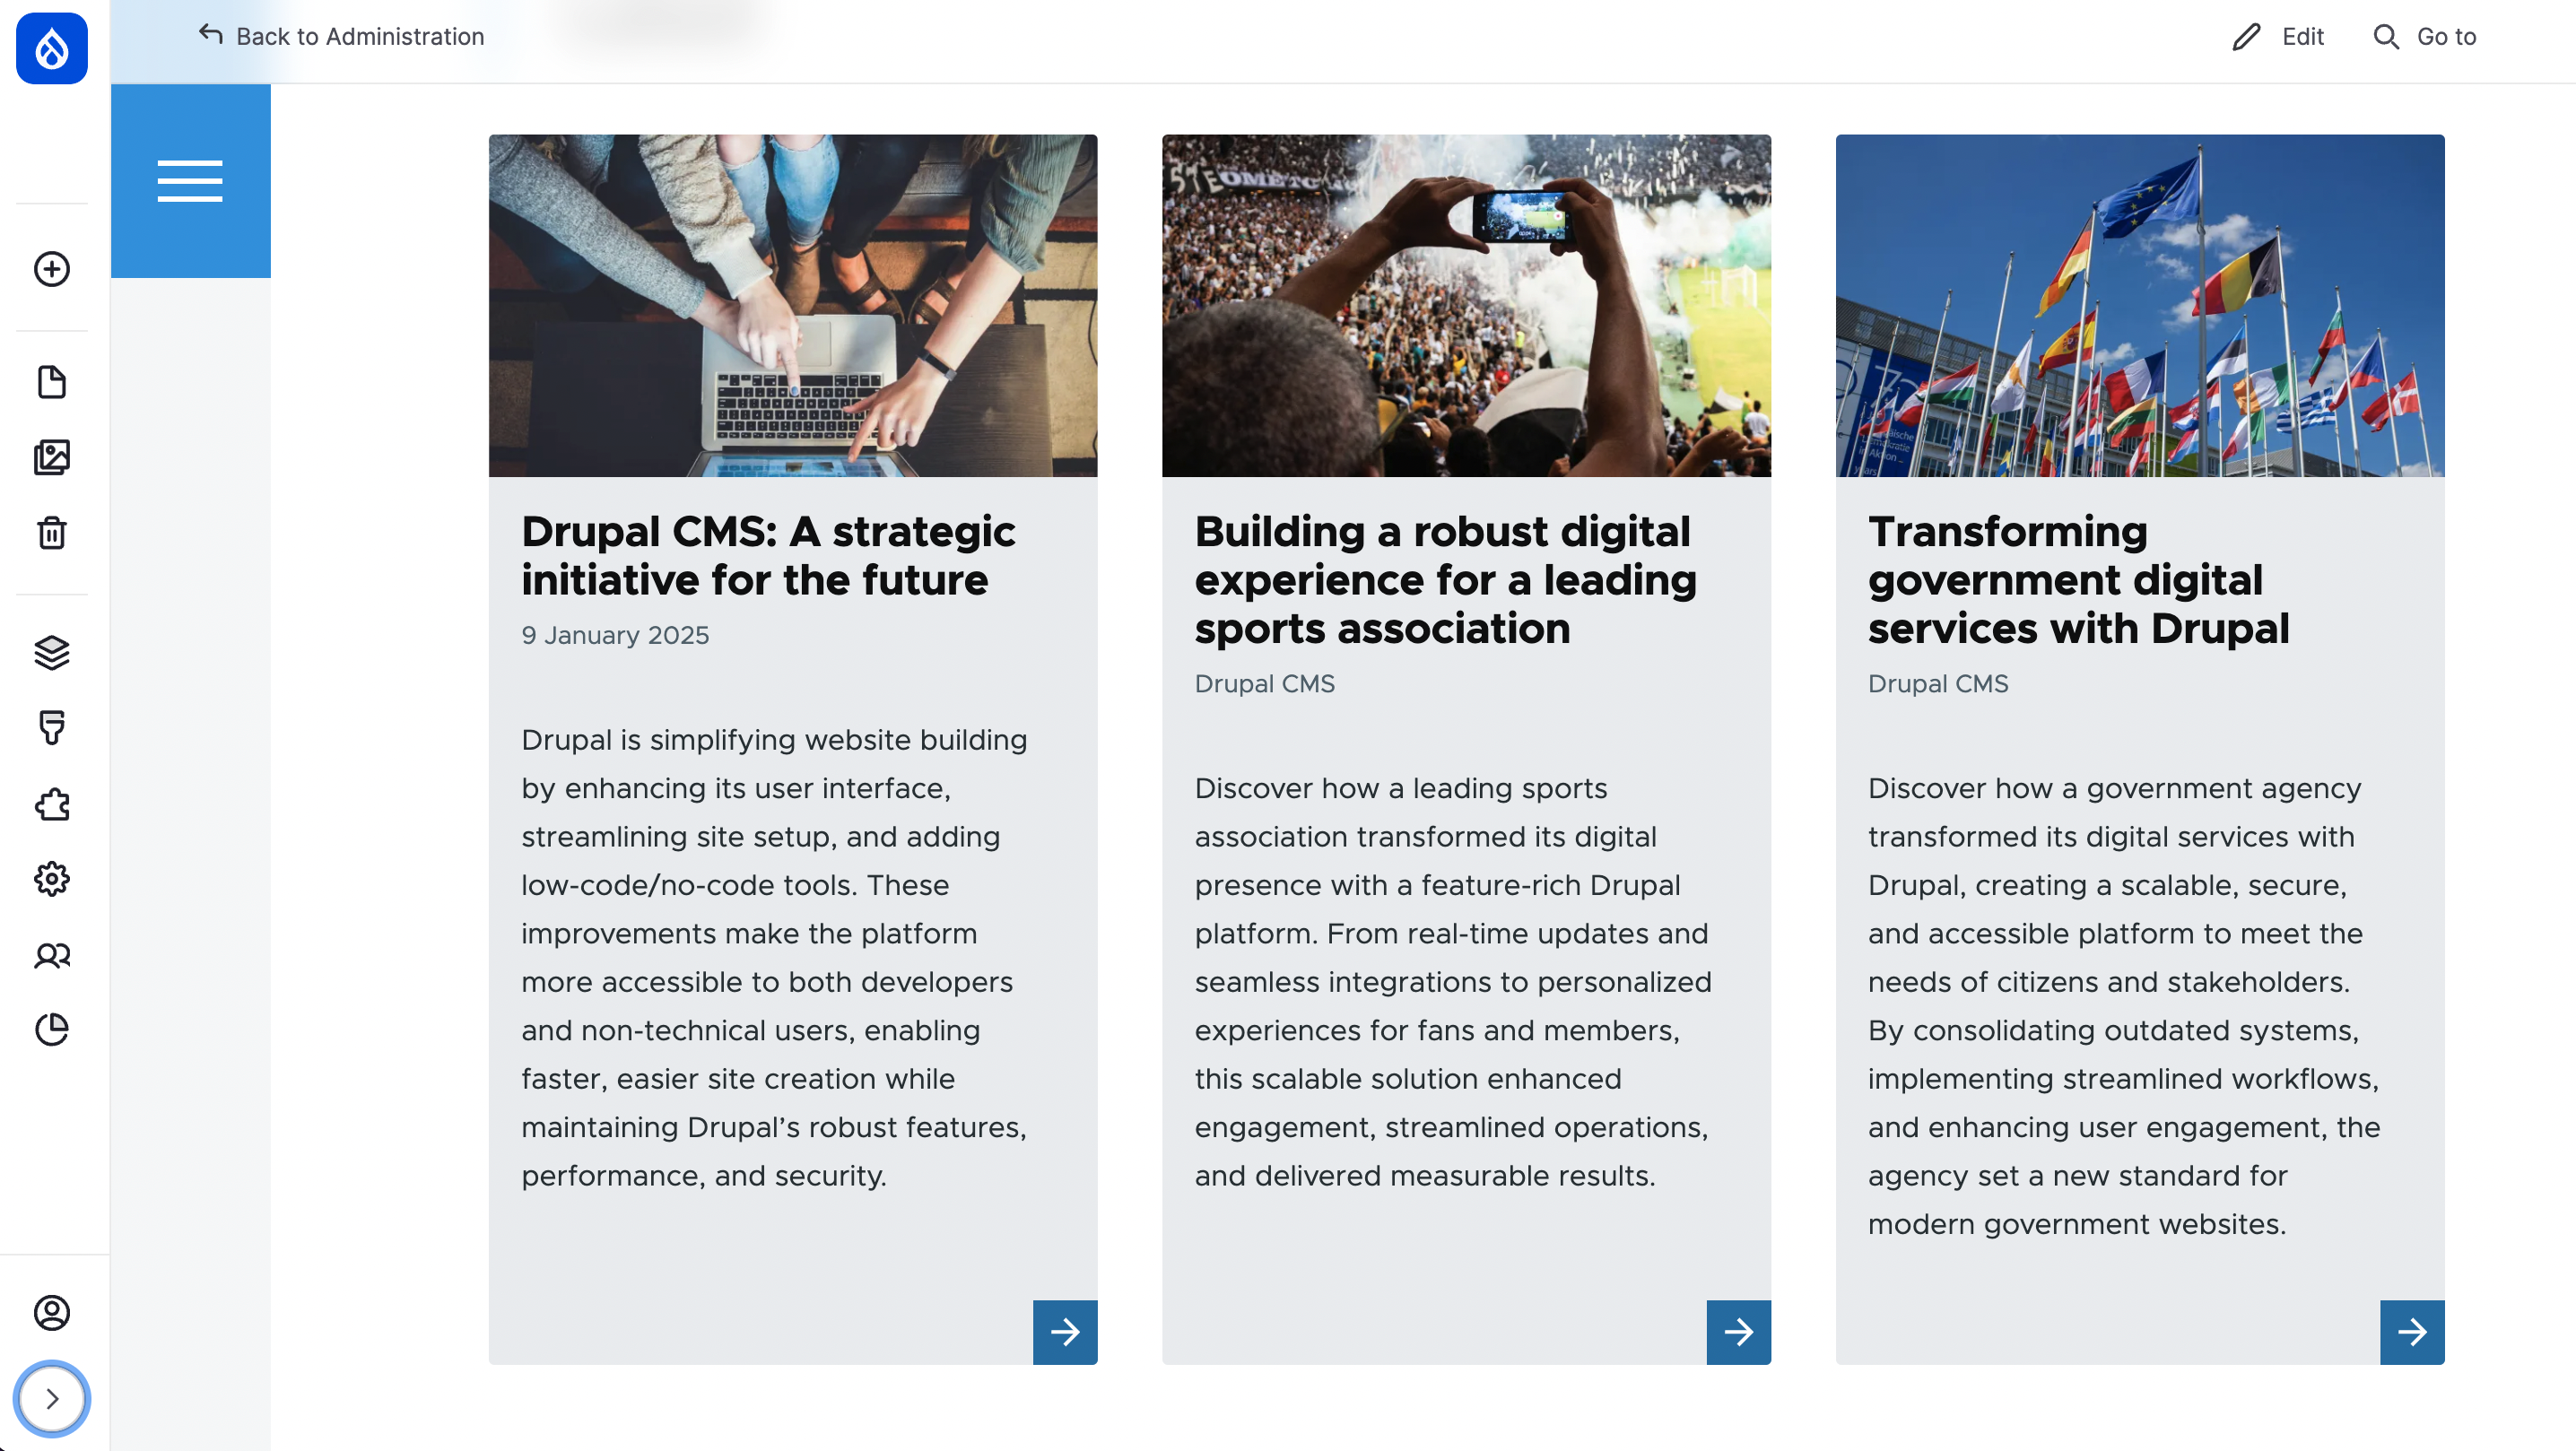 Back to Administration
Edit
Go to
Drupal CMS: A strategic
initiative for the future
9 January 2025
Drupal is simplifying website building
by enhancing its user interface,
streamlining site setup, and adding
low-code/no-code tools. These
improvements make the platform
more accessible to both developers
and non-technical users, enabling
faster, easier site creation while
maintaining Drupal’s robust features,
performance, and security.
Building a robust digital
experience for a leading
sports association
Drupal CMS
Discover how a leading sports
association transformed its digital
presence with a feature-rich Drupal
platform. From real-time updates and
seamless integrations to personalized
experiences for fans and members,
this scalable solution enhanced
engagement, streamlined operations,
and delivered measurable results.
Transforming
government digital
services with Drupal
Drupal CMS
Discover how a government agency
transformed its digital services with
Drupal, creating a scalable, secure,
and accessible platform to meet the
needs of citizens and stakeholders.
By consolidating outdated systems,
implementing streamlined workflows,
and enhancing user engagement, the
agency set a new standard for
modern government websites.